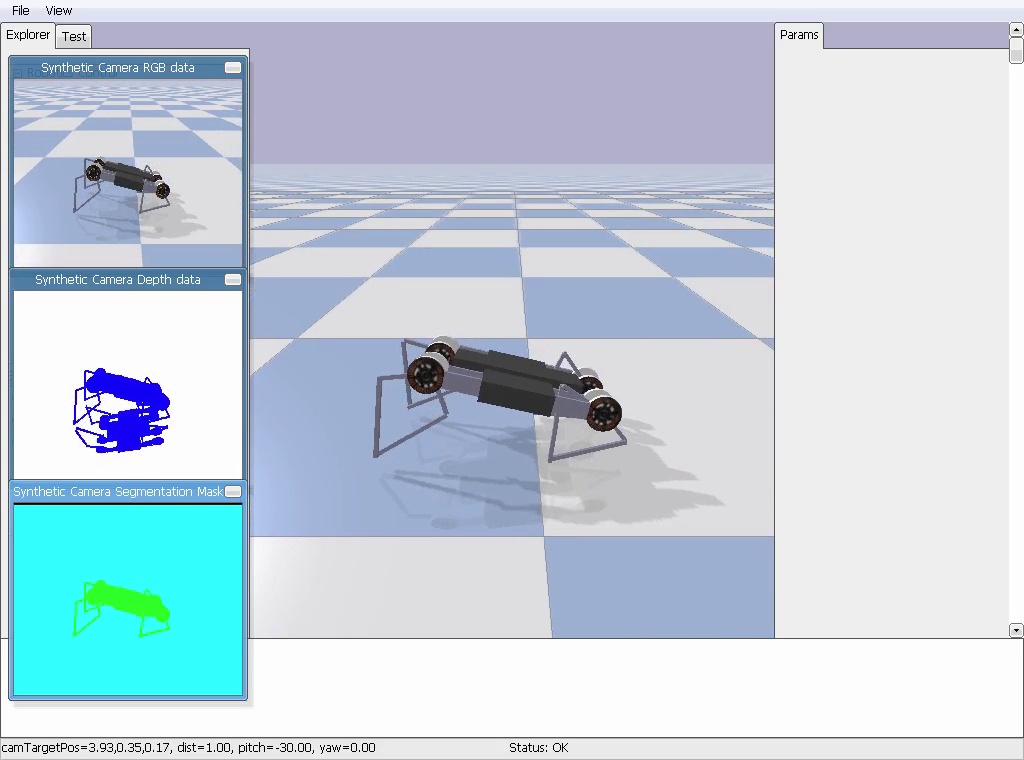 File View
Explorer Test
Params
Synthetic Camera RGB data
Synthetic Camera Depth data
Synthetic Camera Segmentation Mask
camTargetPos=3.93,0.35,0.17, dist=1.00, pitch=-30.00, yaw=0.00
Status: OK